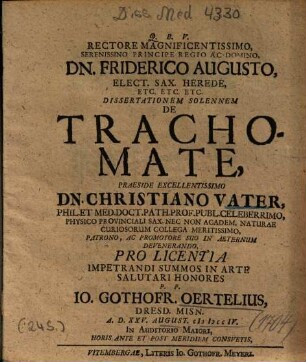 Diss. Med 4330
Q. B. V.
RECTORE MAGNIFICENTISSIMO,
SERENISSIMO PRINCIPE REGIO AC DOMINO,
DN. FRIDERICO AUGUSTO,
ELECT. SAX. HEREDE,
ETC. ETC. ETC.
DISSERTATIONEM SOLENNEM
DE
TRACHO-
MATE,
PRAESIDE EXCELLENTISSIMO
DN. CHRISTIANO VATER,
PHIL. ET MED. DOCT. PATH. PROF. PUBL. CELEBERRIMO,
PHYSICO PROVINCIALI SAX. NEC NON ACADEM. NATURAE
CURIOSORUM COLLEGA MERITISSIMO,
PATRONO, AC PROMOTORE SUO IN AETERNUM
DEVENERANDO,
PRO LICENTIA
IMPETRANDI SUMMOS IN ARTE
SALUTARI HONORES
P. P.
IO. GOTHOFR. OERTELIUS,
DRESD. MISN.
A. D. XXV. AUGUST. MDCCIV.
IN AUDITORIO MAIORI,
HORIS ANTE ET POST MERIDIEM CONSVETIS.
(245.)
(1704)
VITEMBERGAE, LITERIS IO. GOTHOFR. MEYERI.